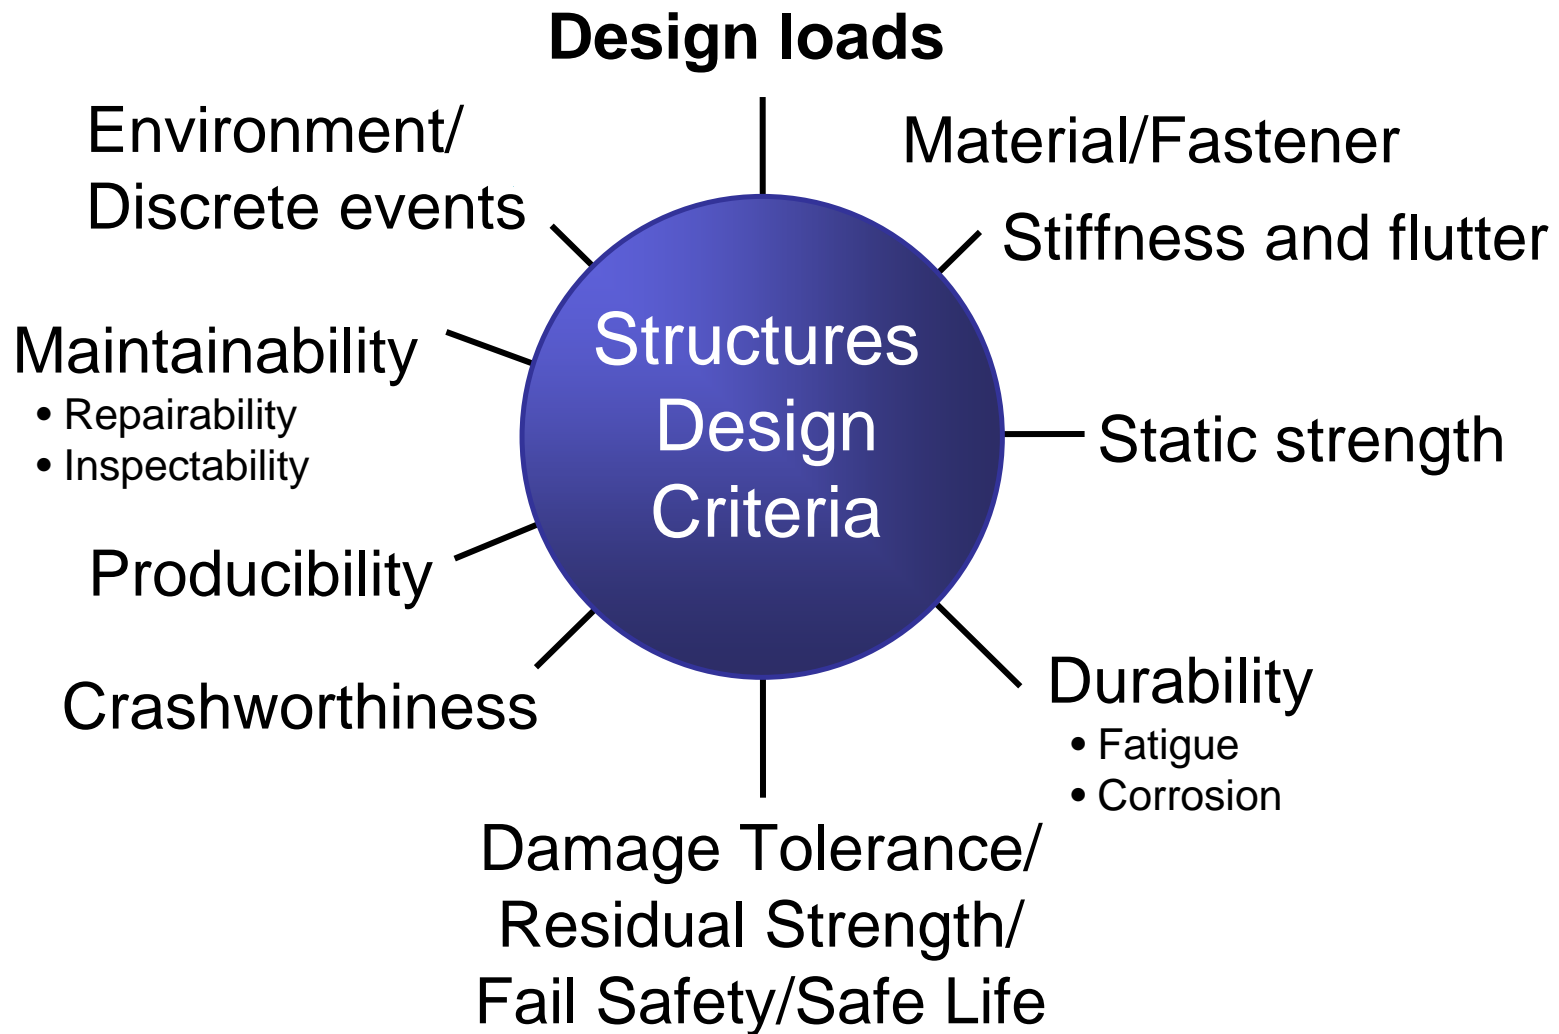 Design loads
Environment/
Discrete events
Material/Fastener
Stiffness and flutter
Structures
Design
Criteria
Maintainability
• Repairability
• Inspectability
Static strength
Producibility
Crashworthiness
Durability
• Fatigue
• Corrosion
Damage Tolerance/
Residual Strength/
Fail Safety/Safe Life